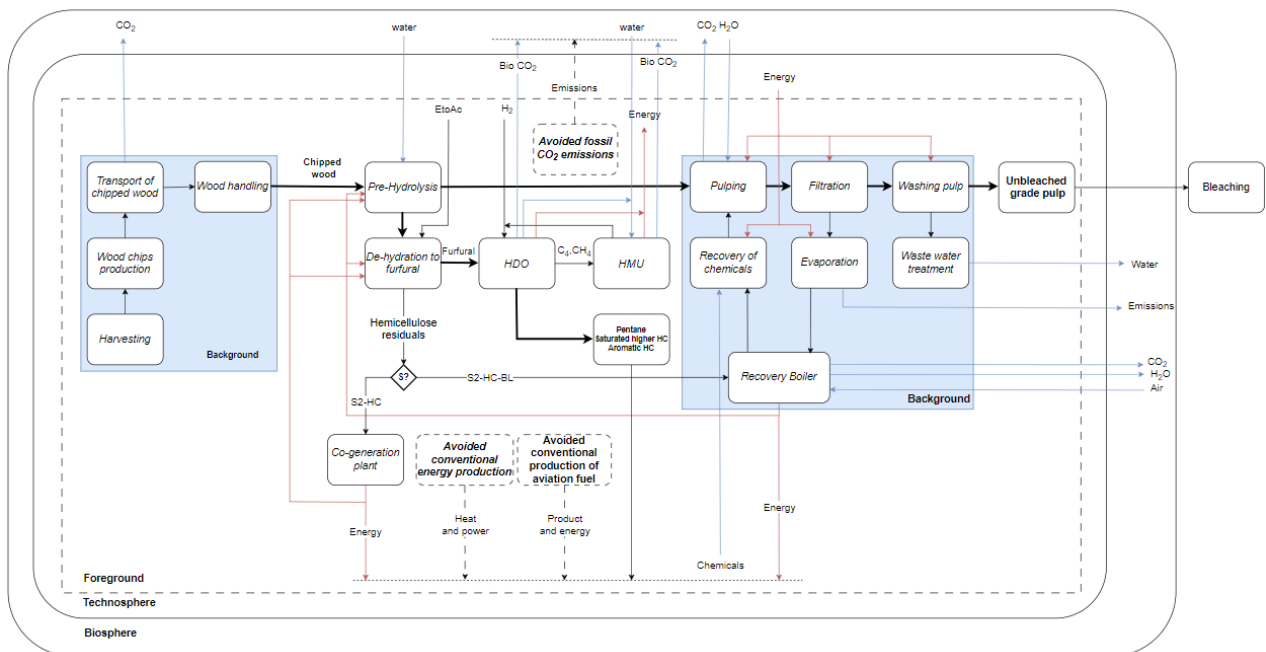 CO2
water
water
CO2 H2O
Bio CO2
Bio CO2
Energy
Emissions
EtoAc
H2
Energy
Avoided fossil
CO2 emissions
Chipped
wood
Transport of
chipped wood
Wood handling
Pre-Hydrolysis
Pulping
Filtration
Washing pulp
Unbleached
grade pulp
Bleaching
Wood chips
production
De-hydration to
furfural
Furfural
HDO
C4,CH4
HMU
Recovery of
chemicals
Evaporation
Waste water
treatment
Water
Emissions
Harvesting
Background
Hemicellulose
residuals
Pentane
Saturated higher HC
Aromatic HC
S?
S2-HC-BL
Recovery Boiler
CO2
H2O
Air
Background
S2-HC
Co-generation
plant
Avoided
conventional
energy production
Avoided
conventional
production of
aviation fuel
Energy
Heat
and power
Product
and energy
Energy
Chemicals
Foreground
Technosphere
Biosphere